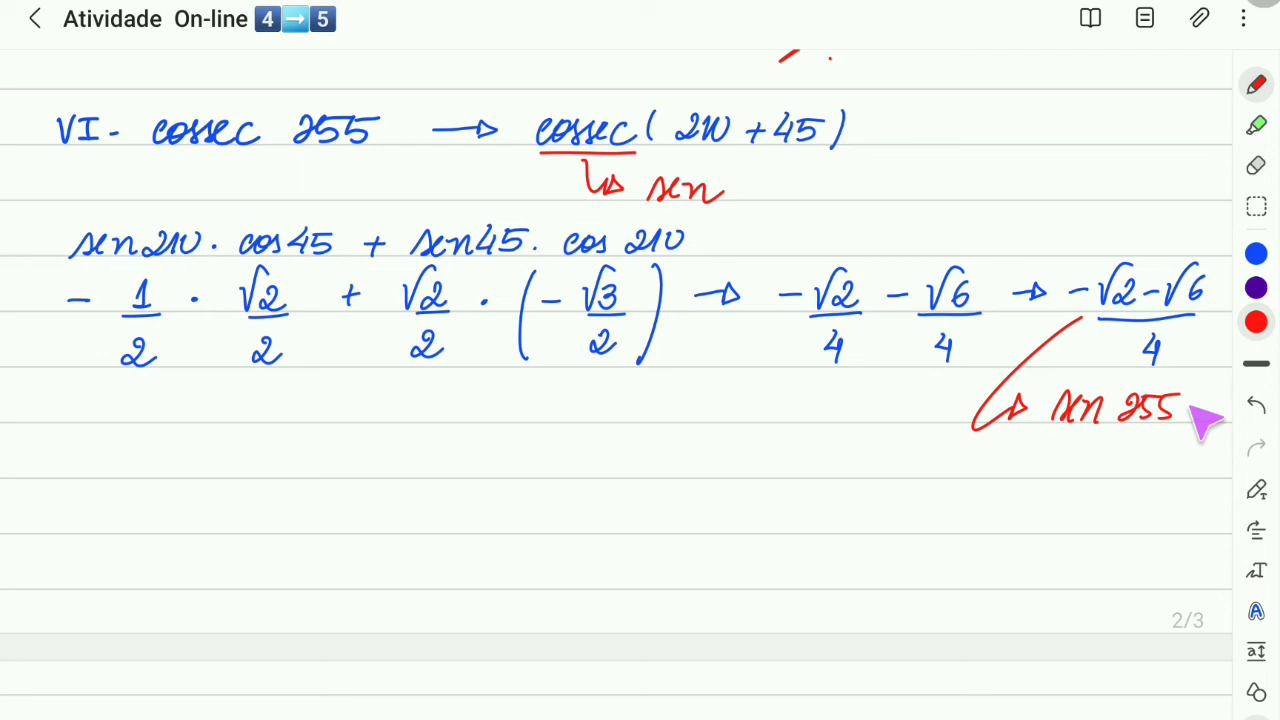 Atividade On-line 4➡5
VI- cossec 255 → cossec( 210 + 45 )
↳ sen
sen210. cos45 + sen45. cos 210
- 1/2 . √2/2 + √2/2 . ( - √3/2 ) → -√2/4 - √6/4 → -√2-√6/4
→ sen 255
2/3